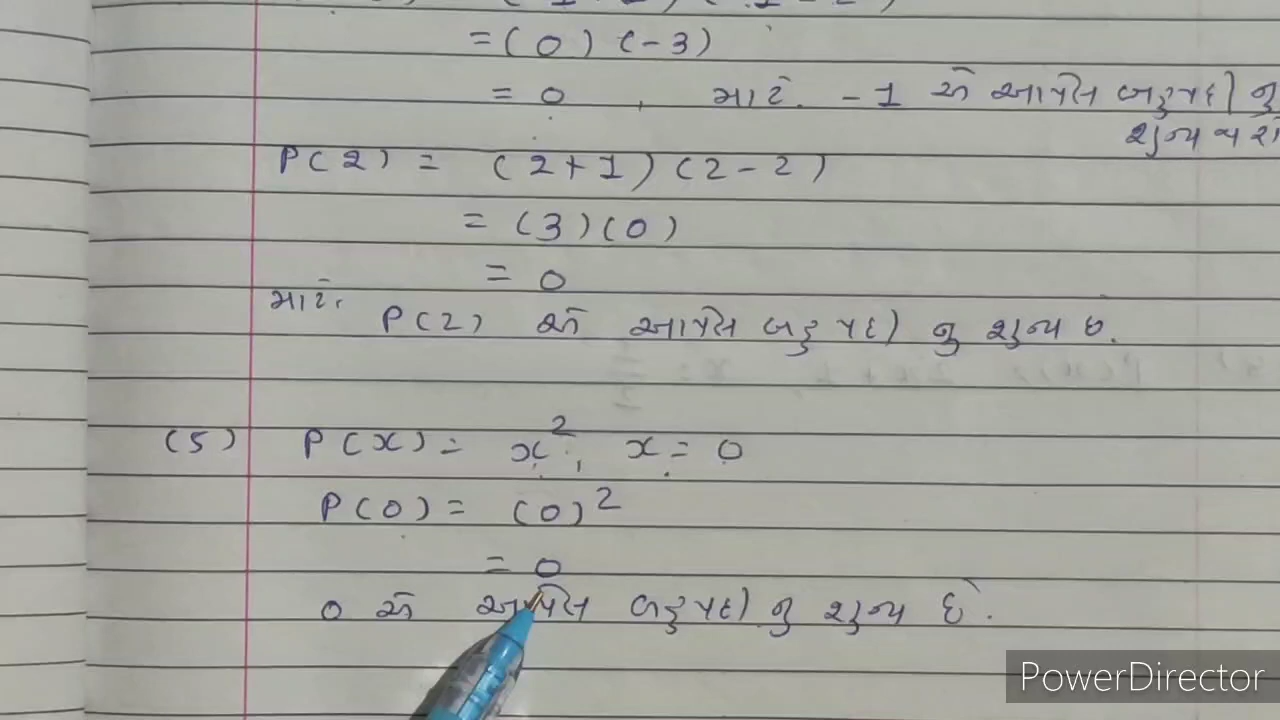 = (0) (-3)
= 0 , માટે. -1 એ આપેલ બહુપદી નુ
શુન્ય થશે
P(2) = (2+1) (2-2)
= (3) (0)
= 0
માટે,
P(2) એ આપેલ બહુપદી નુ શુન્ય છે.
(5) P(x) = x², x = 0
P(0) = (0)²
= 0
0 એ આપેલ બહુપદી નુ શુન્ય છે.
PowerDirector